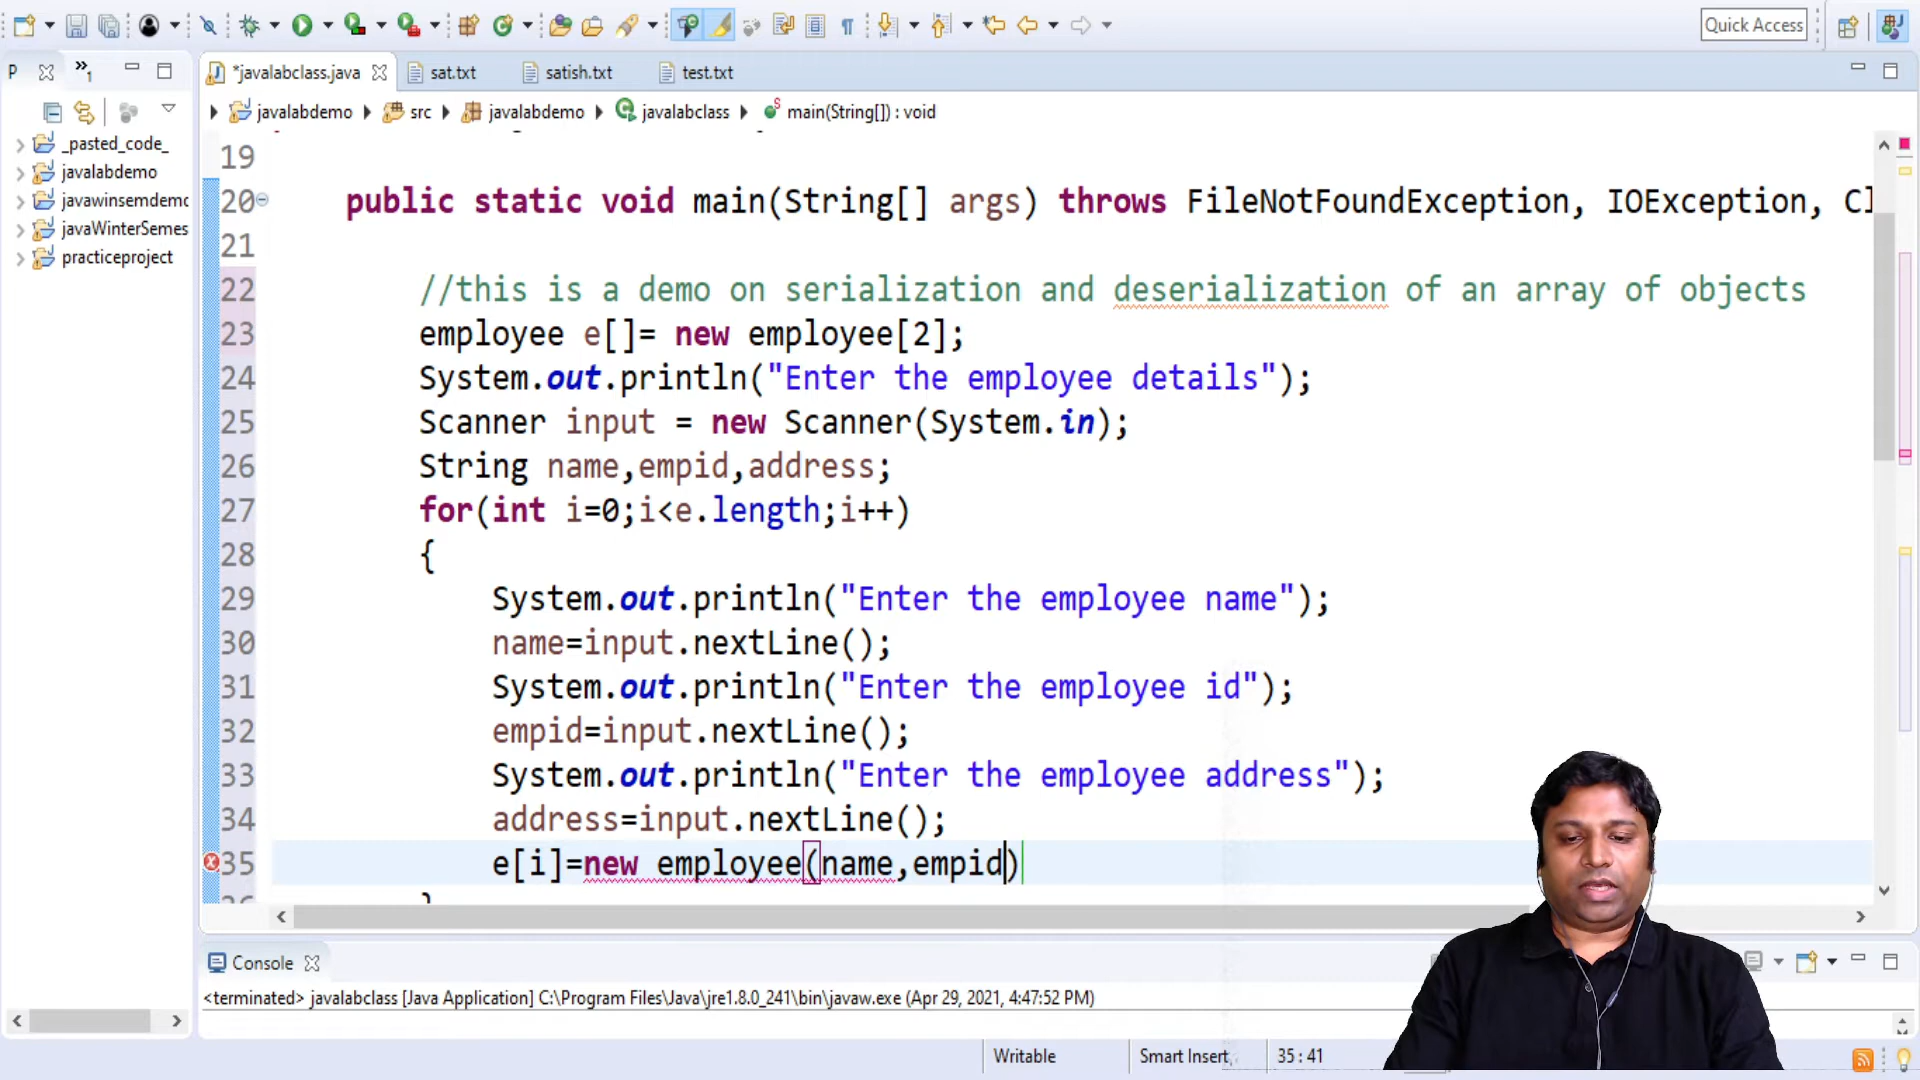 Quick Access
P
»1
*javalabclass.java
sat.txt
satish.txt
test.txt
javalabdemo
src
javalabdemo
javalabclass
main(String[]) : void
_pasted_code_
javalabdemo
javawinsemdemo
javaWinterSemes
practiceproject
19
20 public static void main(String[] args) throws FileNotFoundException, IOException, Cl
21
22 //this is a demo on serialization and deserialization of an array of objects
23 employee e[]= new employee[2];
24 System.out.println("Enter the employee details");
25 Scanner input = new Scanner(System.in);
26 String name,empid,address;
27 for(int i=0;i<e.length;i++)
28 {
29 System.out.println("Enter the employee name");
30 name=input.nextLine();
31 System.out.println("Enter the employee id");
32 empid=input.nextLine();
33 System.out.println("Enter the employee address");
34 address=input.nextLine();
35 e[i]=new employee(name,empid)
Console
<terminated> javalabclass [Java Application] C:\Program Files\Java\jre1.8.0_241\bin\javaw.exe (Apr 29, 2021, 4:47:52 PM)
Writable
Smart Insert
35 : 41